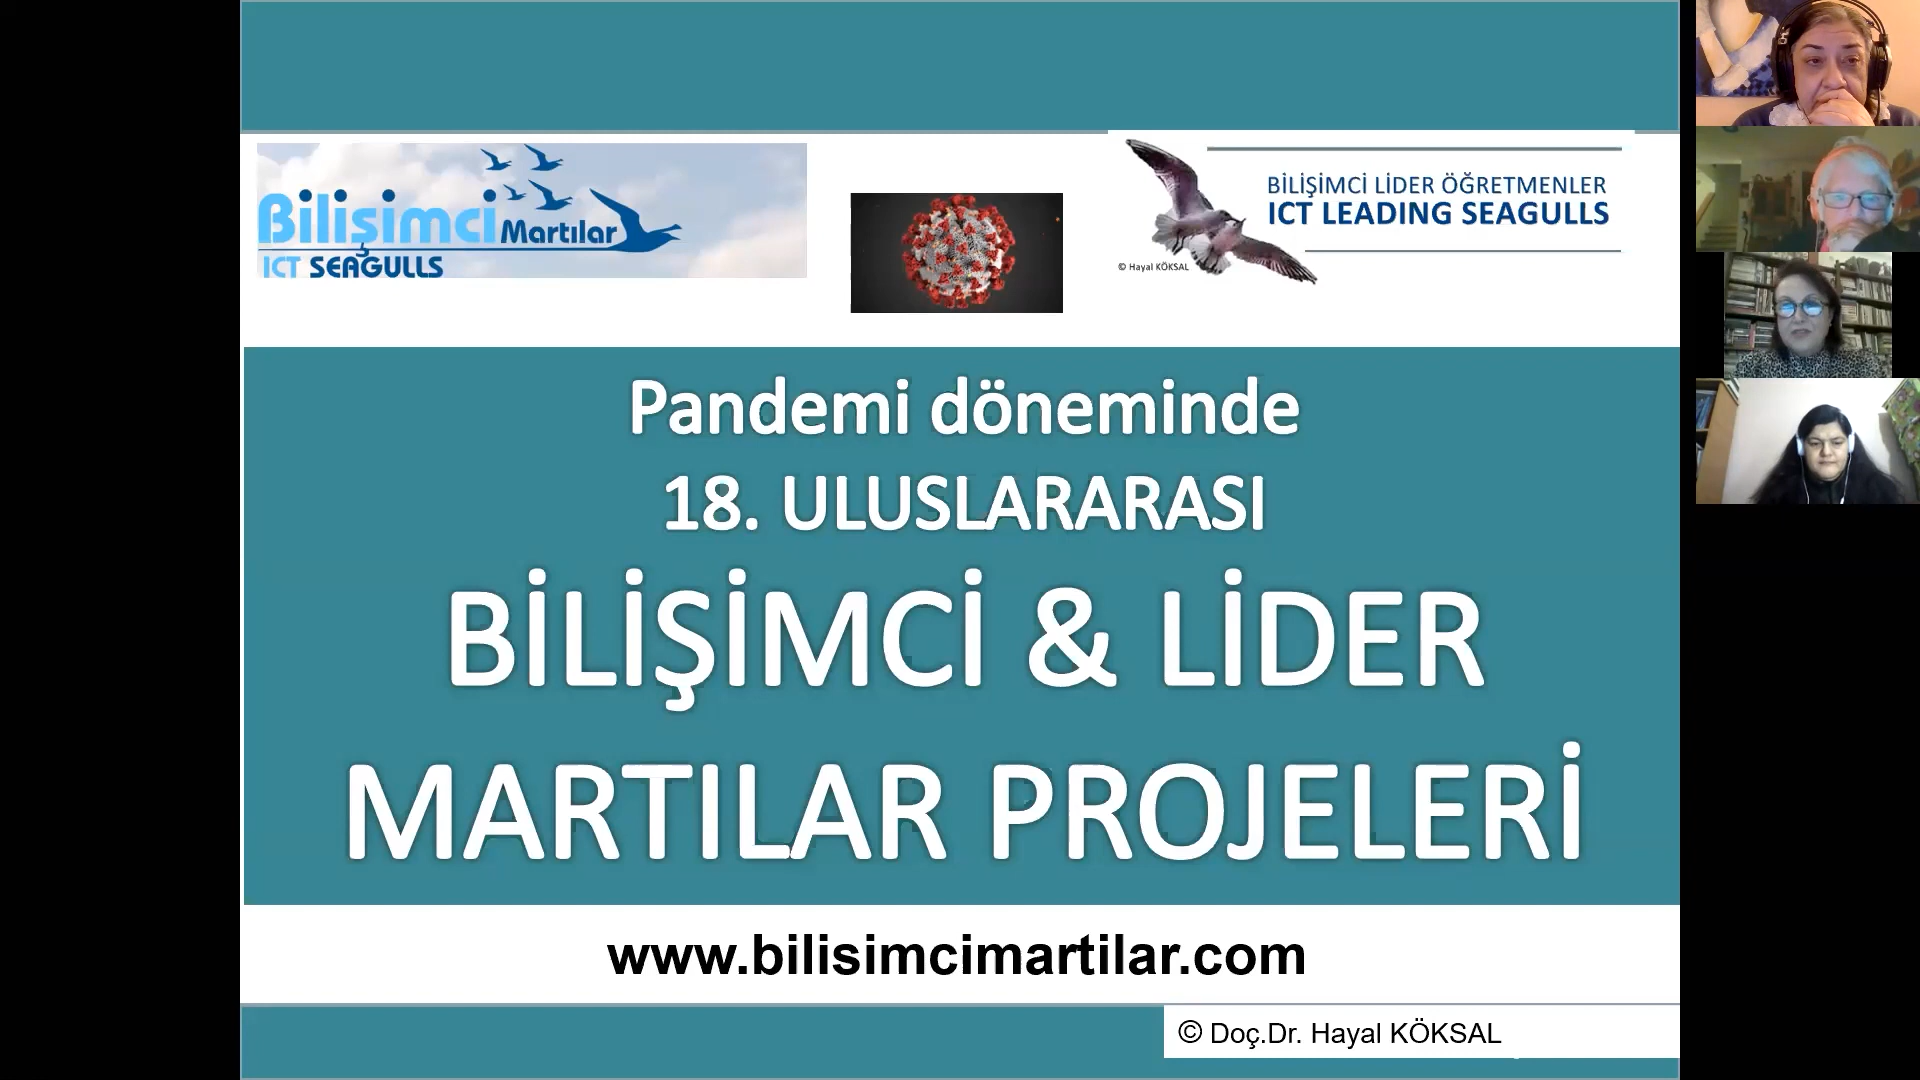 Bilişimci Martılar
ICT SEAGULLS
BİLİŞİMCİ LİDER ÖĞRETMENLER
ICT LEADING SEAGULLS
© Hayal KÖKSAL
Pandemi döneminde
18. ULUSLARARASI
BİLİŞİMCİ & LİDER
MARTILAR PROJELERİ
www.bilisimcimartilar.com
© Doç.Dr. Hayal KÖKSAL